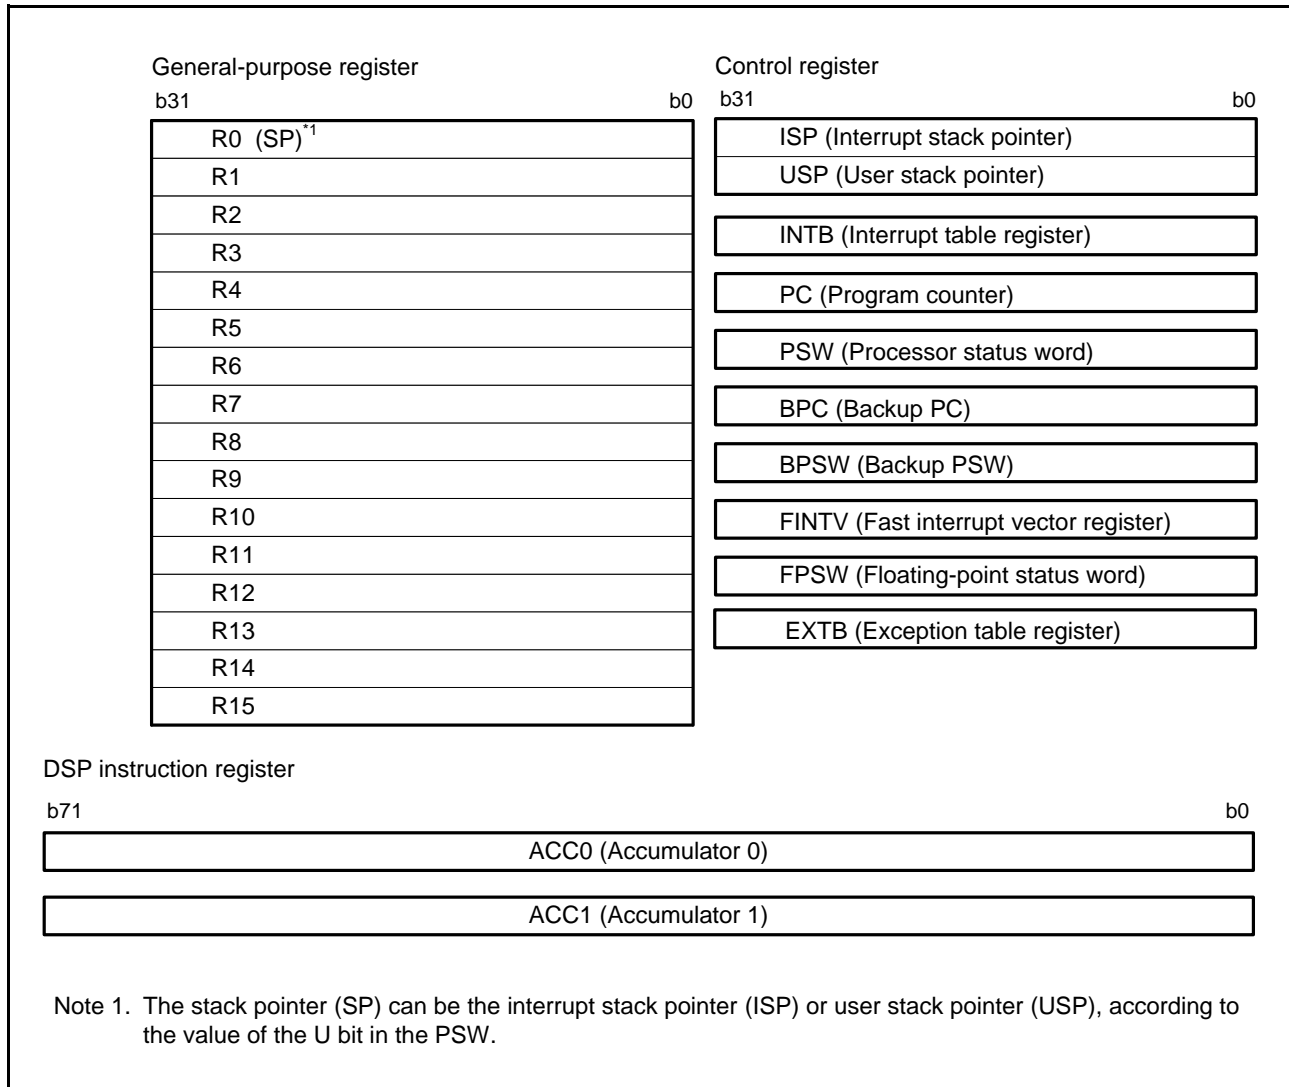 General-purpose register
b31 b0
R0 (SP)*1
R1
R2
R3
R4
R5
R6
R7
R8
R9
R10
R11
R12
R13
R14
R15
Control register
b31 b0
ISP (Interrupt stack pointer)
USP (User stack pointer)
INTB (Interrupt table register)
PC (Program counter)
PSW (Processor status word)
BPC (Backup PC)
BPSW (Backup PSW)
FINTV (Fast interrupt vector register)
FPSW (Floating-point status word)
EXTB (Exception table register)
DSP instruction register
b71 b0
ACC0 (Accumulator 0)
ACC1 (Accumulator 1)
Note 1. The stack pointer (SP) can be the interrupt stack pointer (ISP) or user stack pointer (USP), according to
the value of the U bit in the PSW.